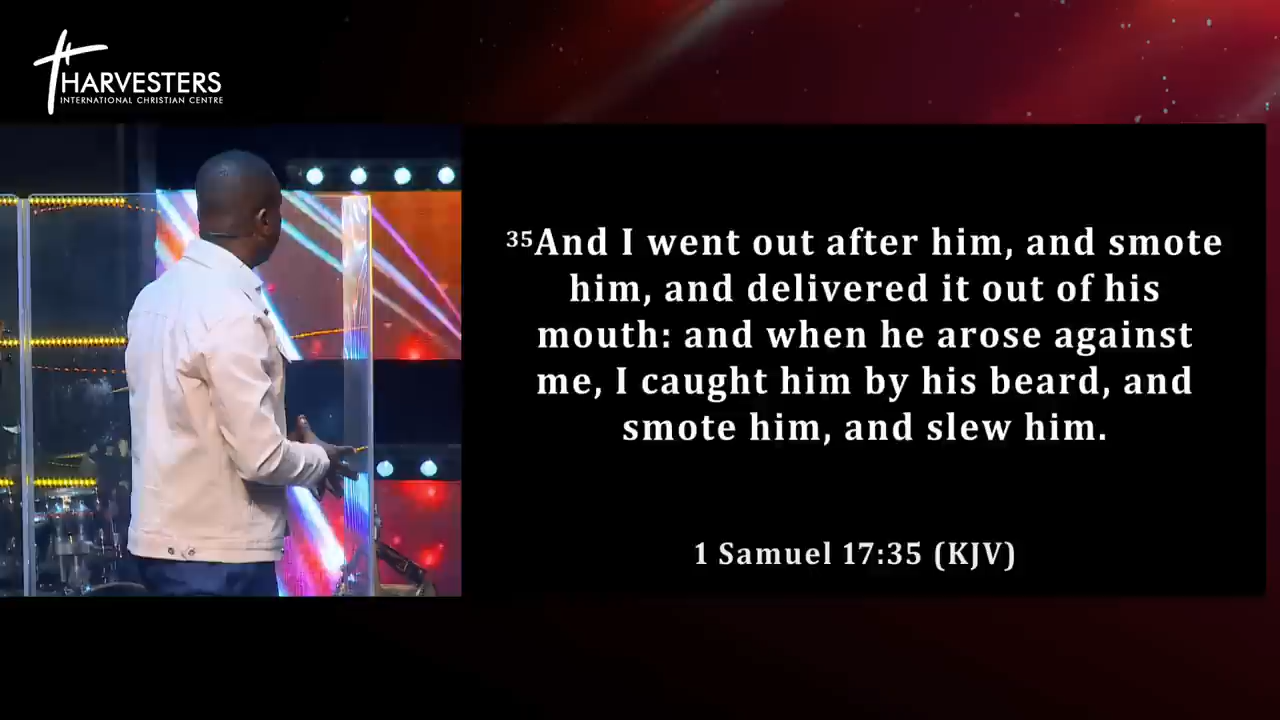 HARVESTERS
INTERNATIONAL CHRISTIAN CENTRE
35And I went out after him, and smote
him, and delivered it out of his
mouth: and when he arose against
me, I caught him by his beard, and
smote him, and slew him.
1 Samuel 17:35 (KJV)